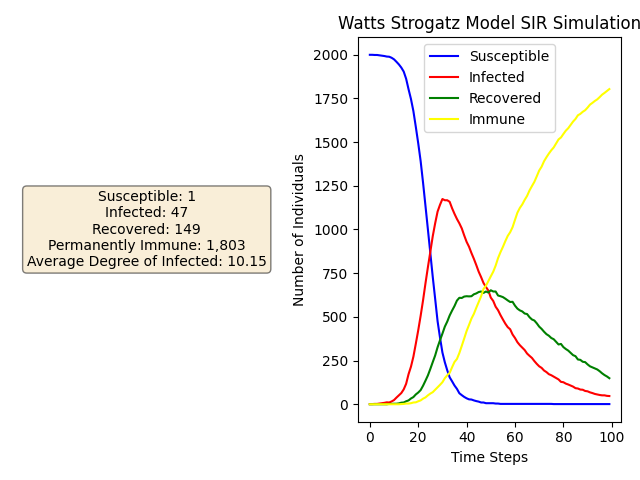 Watts Strogatz Model SIR Simulation
Susceptible: 1
Infected: 47
Recovered: 149
Permanently Immune: 1,803
Average Degree of Infected: 10.15
Number of Individuals
2000
1750
1500
1250
1000
750
500
250
0
Susceptible
Infected
Recovered
Immune
0 20 40 60 80 100
Time Steps